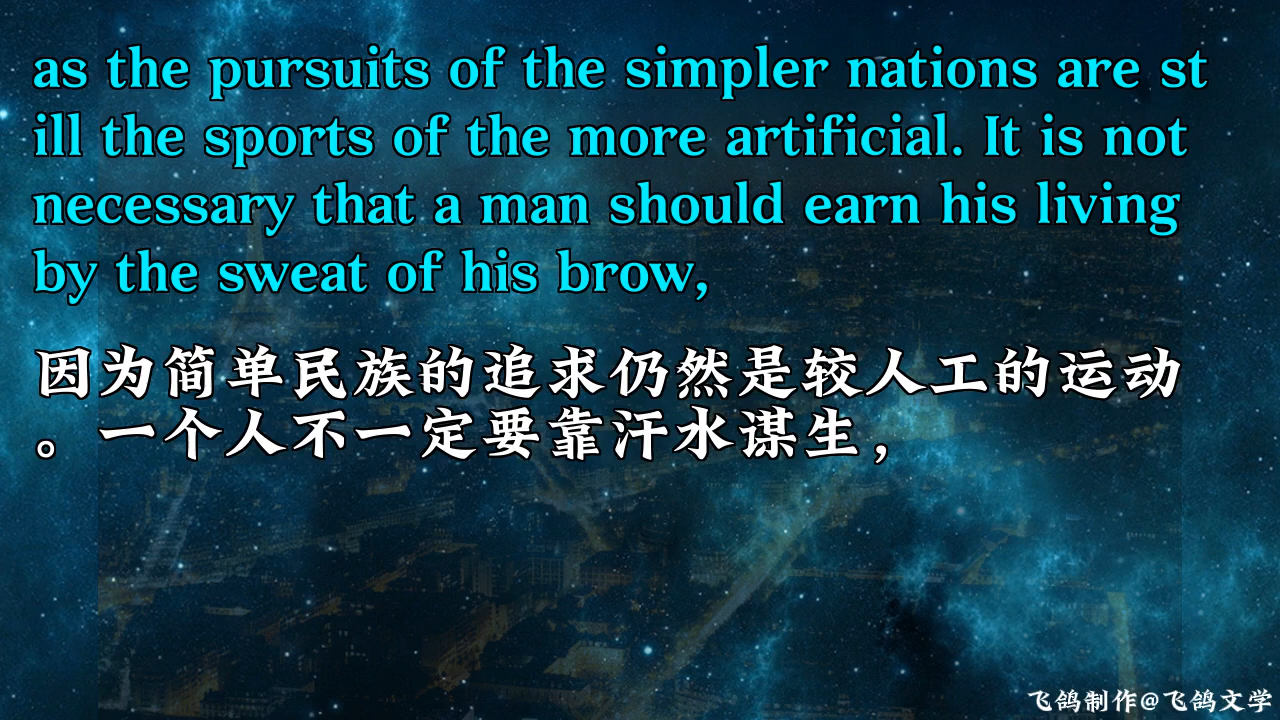 as the pursuits of the simpler nations are st
ill the sports of the more artificial. It is not
necessary that a man should earn his living
by the sweat of his brow,
因为简单民族的追求仍然是较人工的运动
。一个人不一定要靠汗水谋生，
飞鸽制作@飞鸽文学